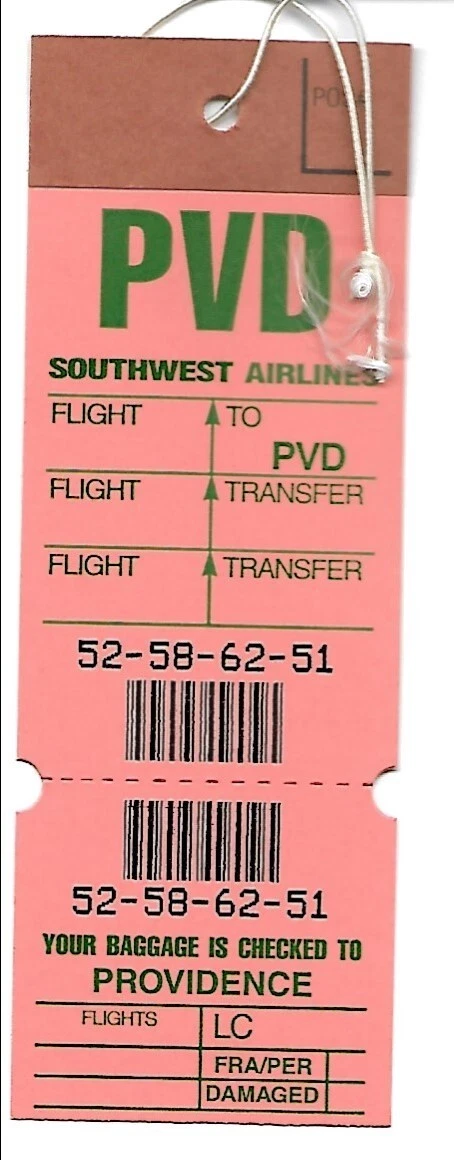 PVD
SOUTHWEST AIRLINES
FLIGHT TO
PVD
FLIGHT TRANSFER
FLIGHT TRANSFER
52-58-62-51
52-58-62-51
YOUR BAGGAGE IS CHECKED TO
PROVIDENCE
FLIGHTS LC
FRA/PER
DAMAGED